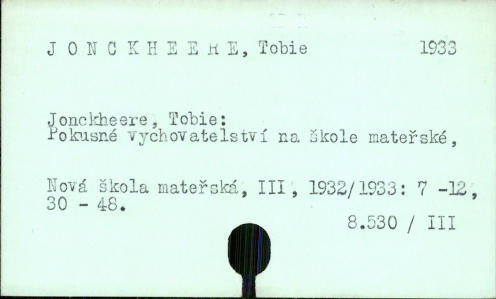 J O N C K H E E R E, Tobie 1933
Jonckheere, Tobie:
Pokusné vychovatelství na škole mateřské,
Nová škola mateřská, III, 1932/1933: 7 -12,
30 - 48.
8.530 / III